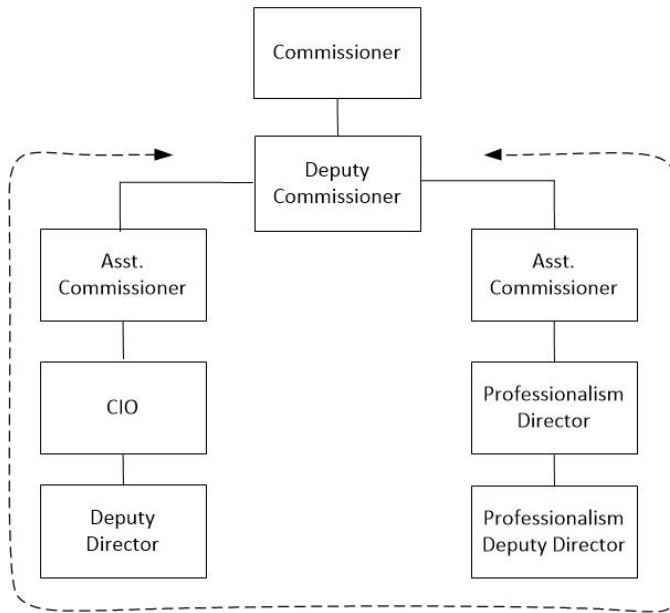 Commissioner
Deputy
Commissioner
Asst.
Commissioner
Asst.
Commissioner
CIO
Professionalism
Director
Deputy
Director
Professionalism
Deputy Director